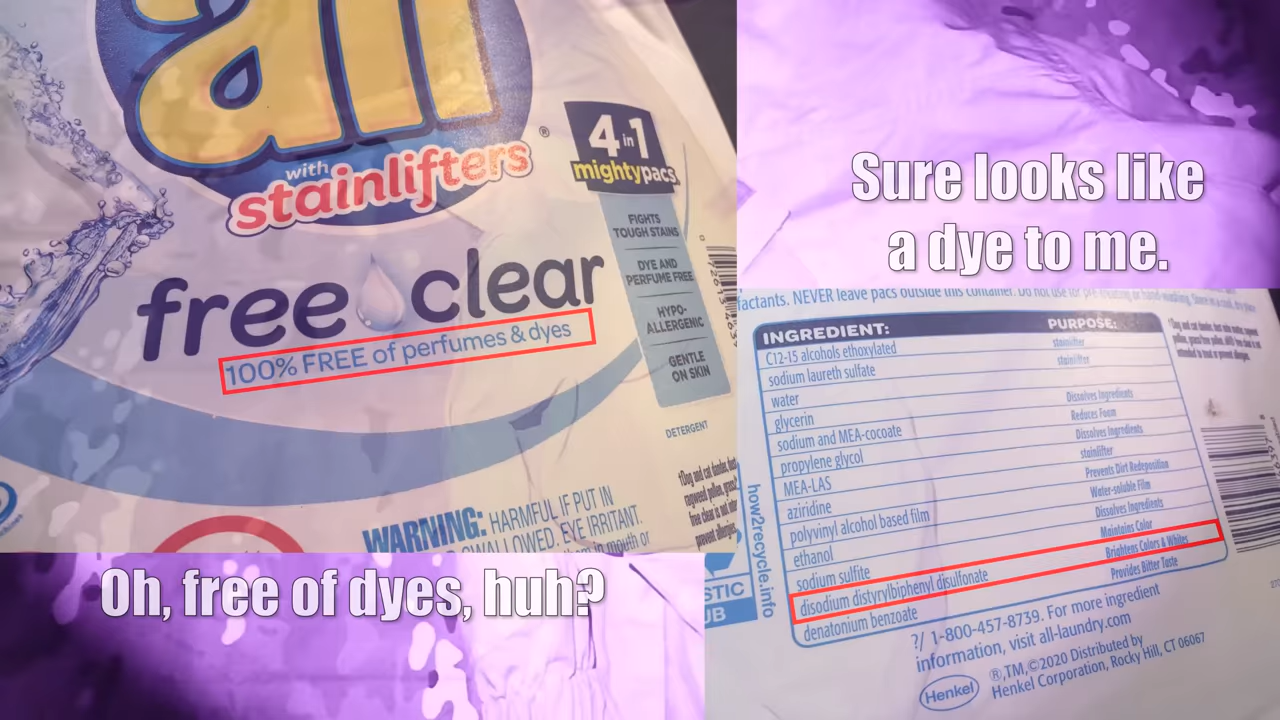 all
with
stainlifters
®
4 in 1
mightypacs
FIGHTS
TOUGH STAINS
DYE AND
PERFUME FREE
HYPO-
ALLERGENIC
GENTLE
ON SKIN
free clear
100% FREE of perfumes & dyes
DETERGENT
WARNING: HARMFUL IF PUT IN
SWALLOWED. EYE IRRITANT.
them in mouth or
Oh, free of dyes, huh?
Sure looks like
a dye to me.
factants. NEVER leave pacs outside this container. Do not use for
INGREDIENT: PURPOSE:
C12-15 alcohols ethoxylated stainlifter
sodium laureth sulfate stainlifter
water
glycerin Dissolves Ingredients
sodium and MEA-cocoate Reduces Foam
propylene glycol Dissolves Ingredients
MEA-LAS stainlifter
aziridine Prevents Dirt Redeposition
polyvinyl alcohol based film Water-soluble Film
ethanol Dissolves Ingredients
sodium sulfite Maintains Color
disodium distyrylbiphenyl disulfonate Brightens Colors & Whites
denatonium benzoate Provides Bitter Taste
?/ 1-800-457-8739. For more ingredient
information, visit all-laundry.com
®,TM,©2020 Distributed by
Henkel Corporation, Rocky Hill, CT 06067
Henkel
how2recycle.info
STIC
UB